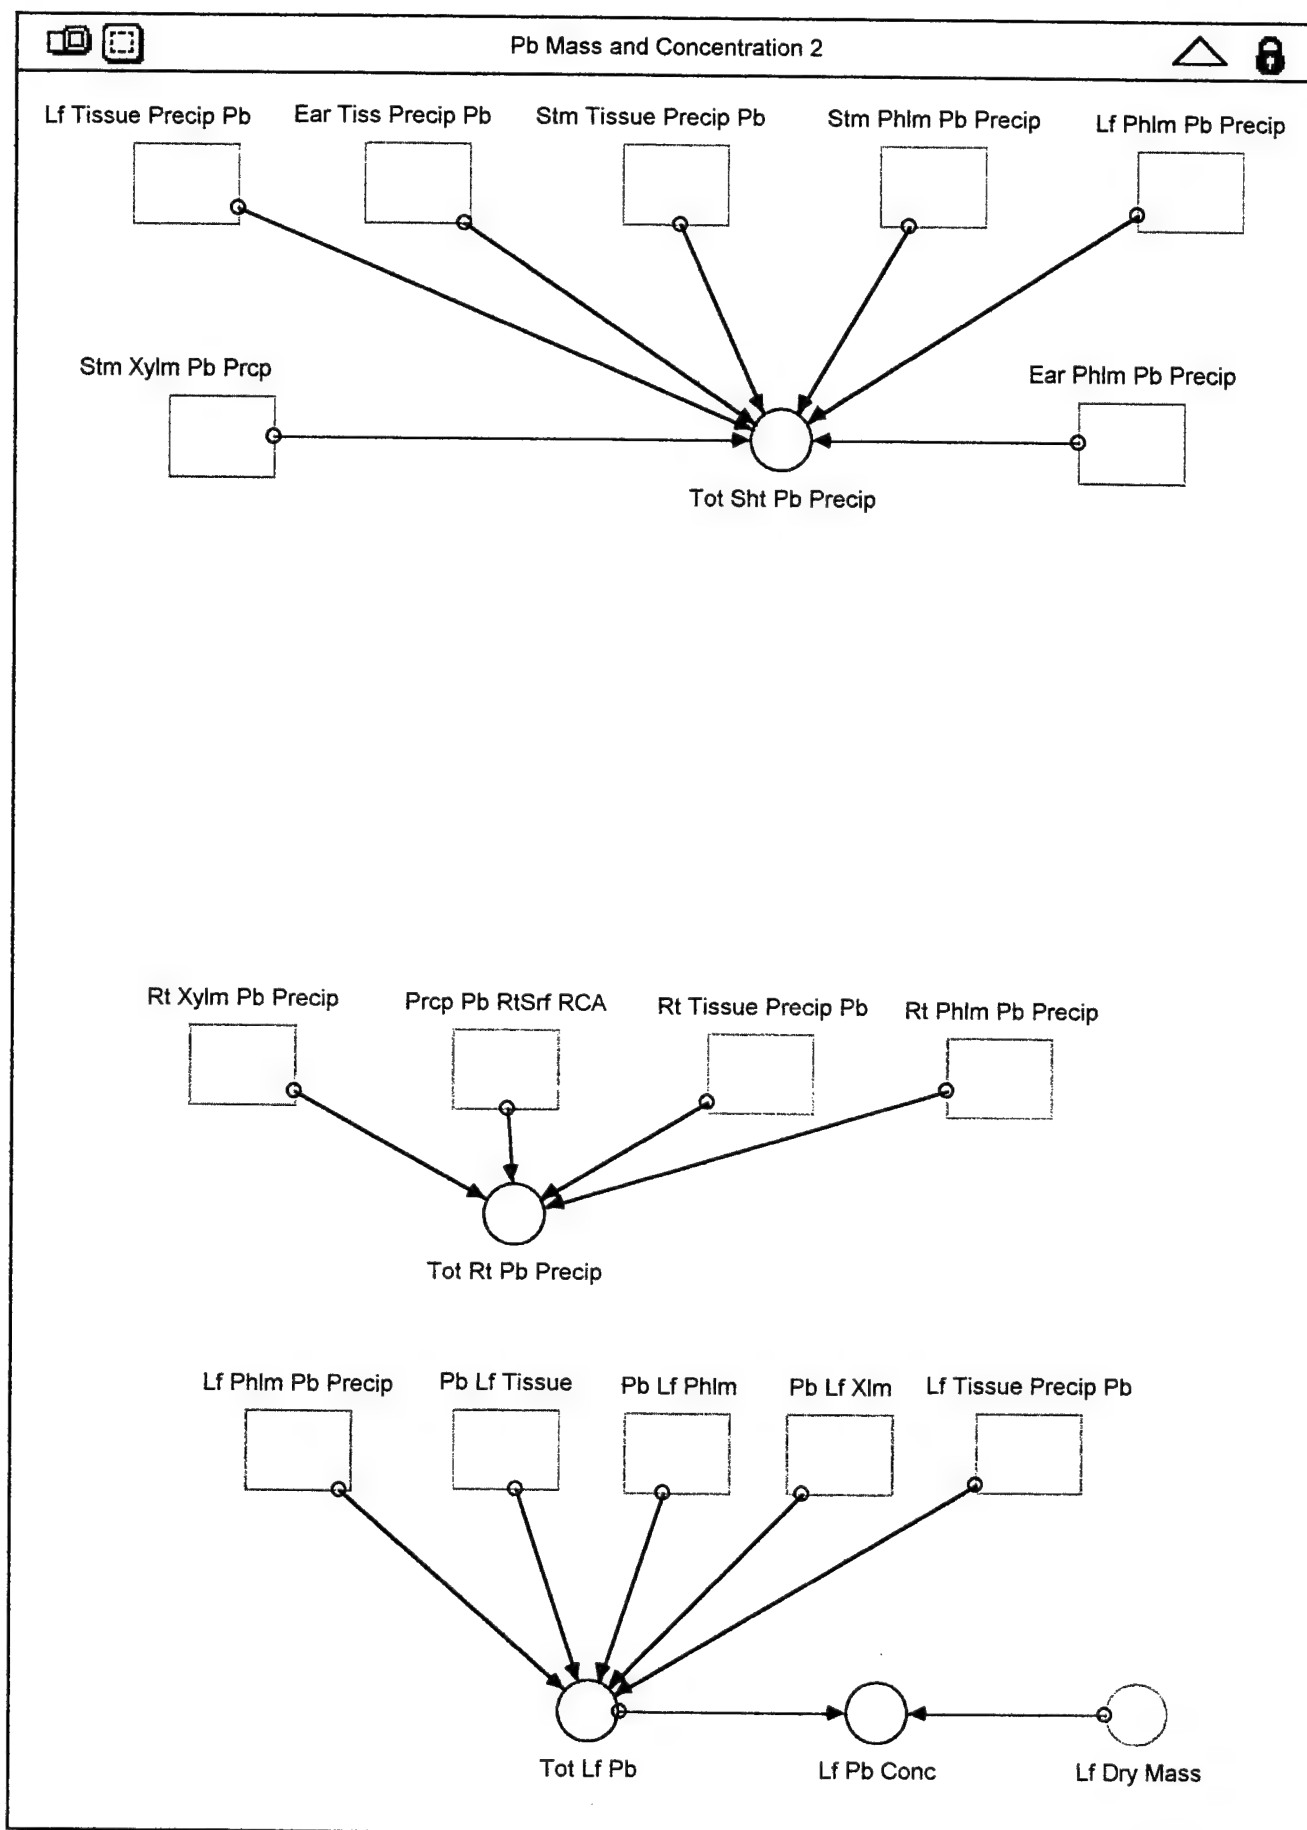 Pb Mass and Concentration 2
Lf Tissue Precip Pb
Ear Tiss Precip Pb
Stm Tissue Precip Pb
Stm Phlm Pb Precip
Lf Phlm Pb Precip
Stm Xylm Pb Prcp
Ear Phlm Pb Precip
Tot Sht Pb Precip
Rt Xylm Pb Precip
Prcp Pb RtSrf RCA
Rt Tissue Precip Pb
Rt Phlm Pb Precip
Tot Rt Pb Precip
Lf Phlm Pb Precip
Pb Lf Tissue
Pb Lf Phlm
Pb Lf Xlm
Lf Tissue Precip Pb
Tot Lf Pb
Lf Pb Conc
Lf Dry Mass